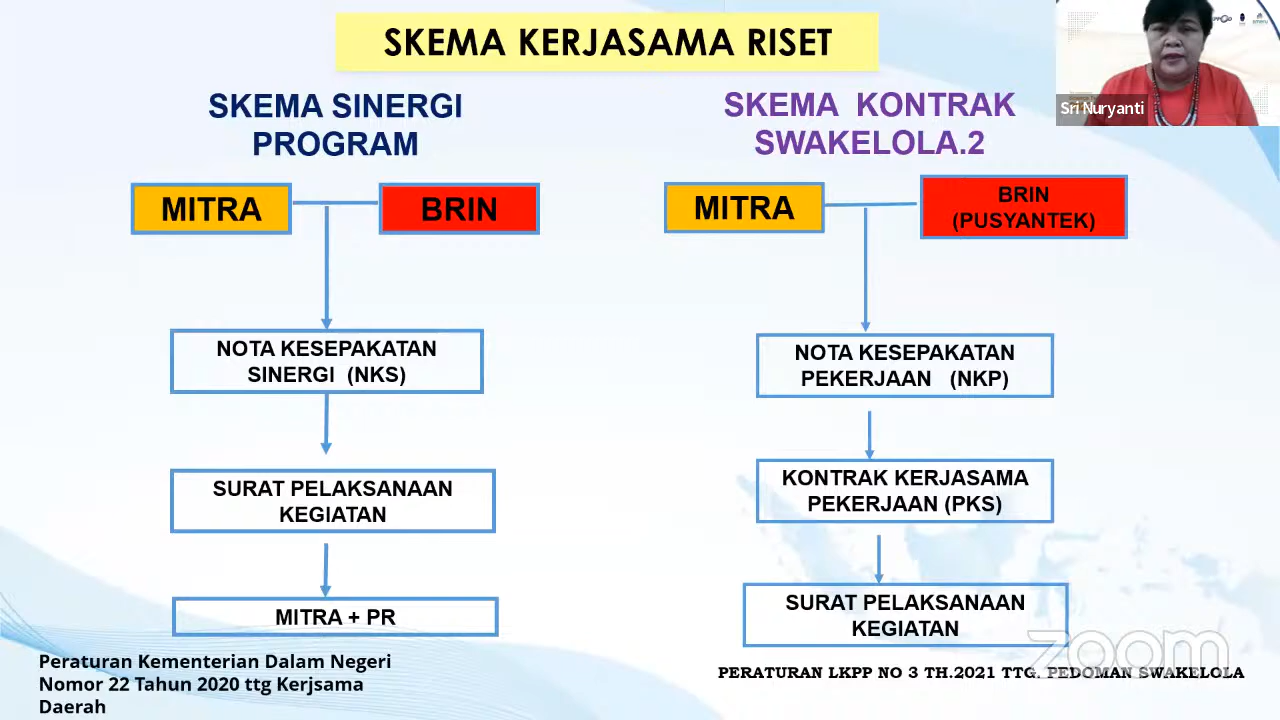 SKEMA KERJASAMA RISET
Sri Nuryanti
SKEMA SINERGI
PROGRAM
MITRA
BRIN
NOTA KESEPAKATAN
SINERGI (NKS)
SURAT PELAKSANAAN
KEGIATAN
MITRA + PR
Peraturan Kementerian Dalam Negeri
Nomor 22 Tahun 2020 ttg Kerjsama
Daerah
SKEMA KONTRAK
SWAKELOLA.2
MITRA
BRIN
(PUSYANTEK)
NOTA KESEPAKATAN
PEKERJAAN (NKP)
KONTRAK KERJASAMA
PEKERJAAN (PKS)
SURAT PELAKSANAAN
KEGIATAN
zoom
PERATURAN LKPP NO 3 TH.2021 TTG. PEDOMAN SWAKELOLA